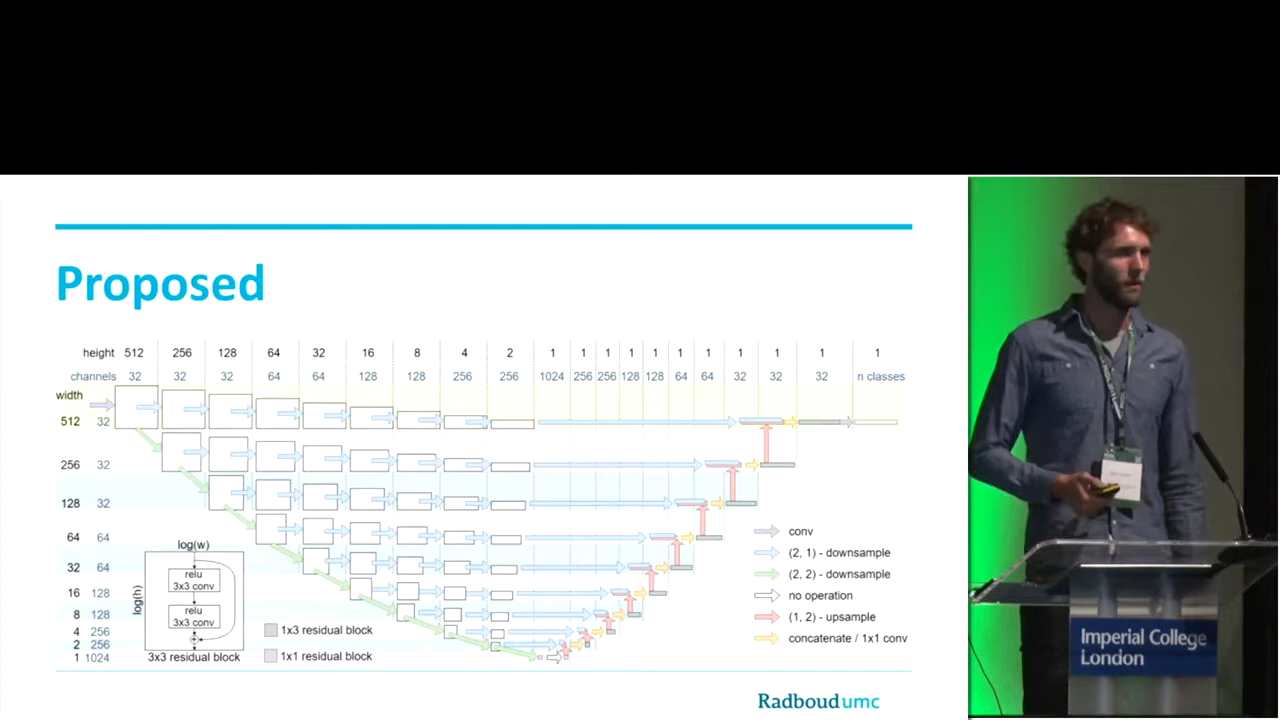 Proposed
height 512 256 128 64 32 16 8 4 2 1 1 1 1 1 1 1 1 1 1 1
channels 32 32 32 64 64 128 128 256 256 1024 256 256 128 128 64 64 32 32 32 n classes
width
512 32
256 32
128 32
64 64
32 64
16 128
8 128
4 256
2 256
1 1024
log(w)
log(h)
relu
3x3 conv
relu
3x3 conv
3x3 residual block
1x3 residual block
1x1 residual block
conv
(2, 1) - downsample
(2, 2) - downsample
no operation
(1, 2) - upsample
concatenate / 1x1 conv
Radboudumc
Imperial College
London